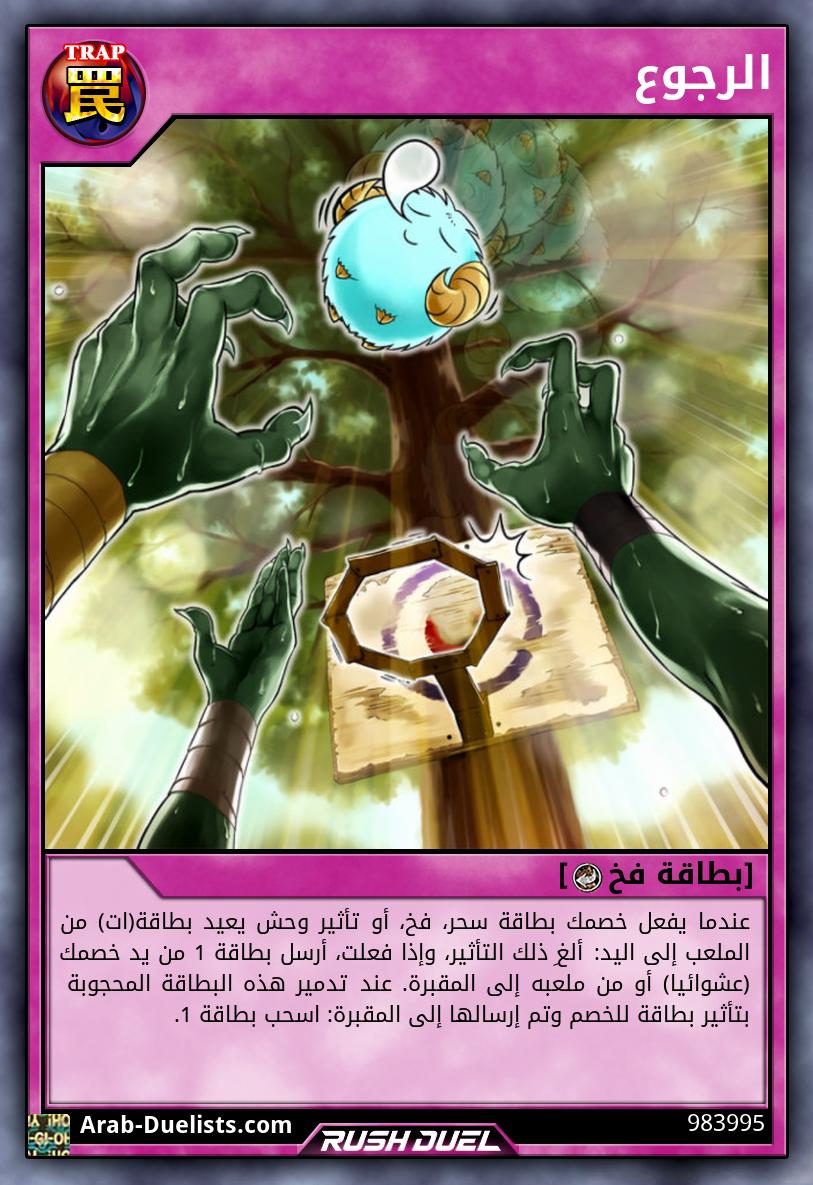 TRAP
罠
الرجوع
[بطاقة فخ]
عندما يفعل خصمك بطاقة سحر، فخ، أو تأثير وحش يعيد بطاقة(ات) من
الملعب إلى اليد: ألغِ ذلك التأثير، وإذا فعلت، أرسل بطاقة 1 من يد خصمك
(عشوائيا) أو من ملعبه إلى المقبرة. عند تدمير هذه البطاقة المحجوبة
بتأثير بطاقة للخصم وتم إرسالها إلى المقبرة: اسحب بطاقة 1.
Arab-Duelists.com
RUSH DUEL
983995